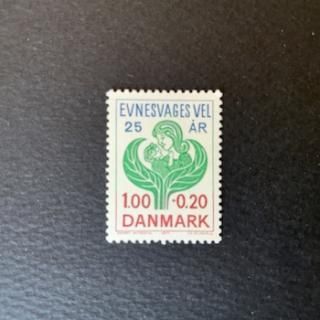 EVNESVAGES VEL
25 ÅR
1.00+0.20
DANMARK